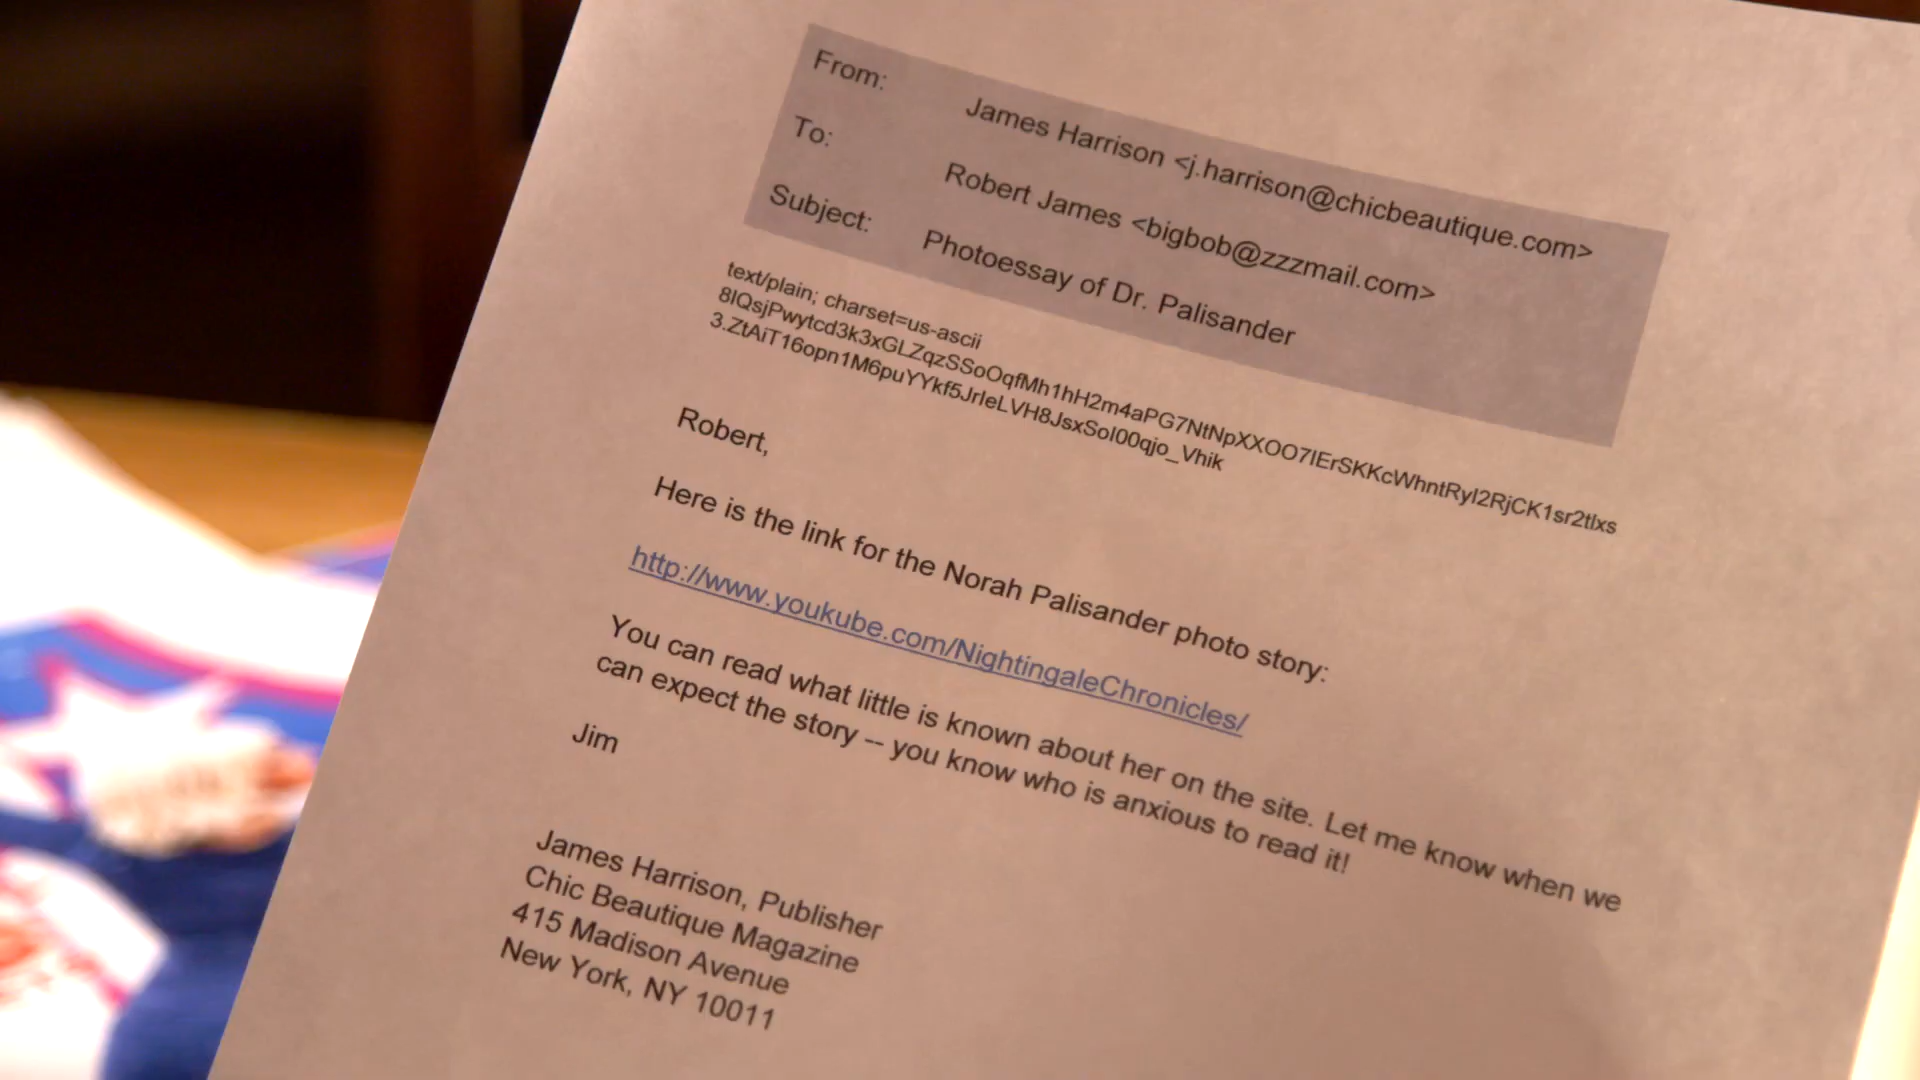 From: James Harrison <j.harrison@chicbeautique.com>
To: Robert James <bigbob@zzzmail.com>
Subject: Photoessay of Dr. Palisander
text/plain; charset=us-ascii
8IQsjPwytcd3k3xGLZqzSSoOqfMh1hH2m4aPG7NtNpXXOO7IErSKKcWhntRyI2RjCK1sr2tlxs
3.ZtAiT16opn1M6puYYkf5JrIeLVH8JsxSoI00qjo_Vhik
Robert,
Here is the link for the Norah Palisander photo story:
http://www.youkube.com/NightingaleChronicles/
You can read what little is known about her on the site. Let me know when we
can expect the story -- you know who is anxious to read it!
Jim
James Harrison, Publisher
Chic Beautique Magazine
415 Madison Avenue
New York, NY 10011